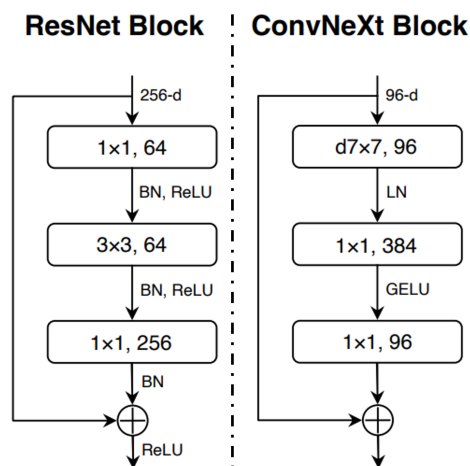 ResNet Block
256-d
1×1, 64
BN, ReLU
3×3, 64
BN, ReLU
1×1, 256
BN
ReLU
ConvNeXt Block
96-d
d7×7, 96
LN
1×1, 384
GELU
1×1, 96